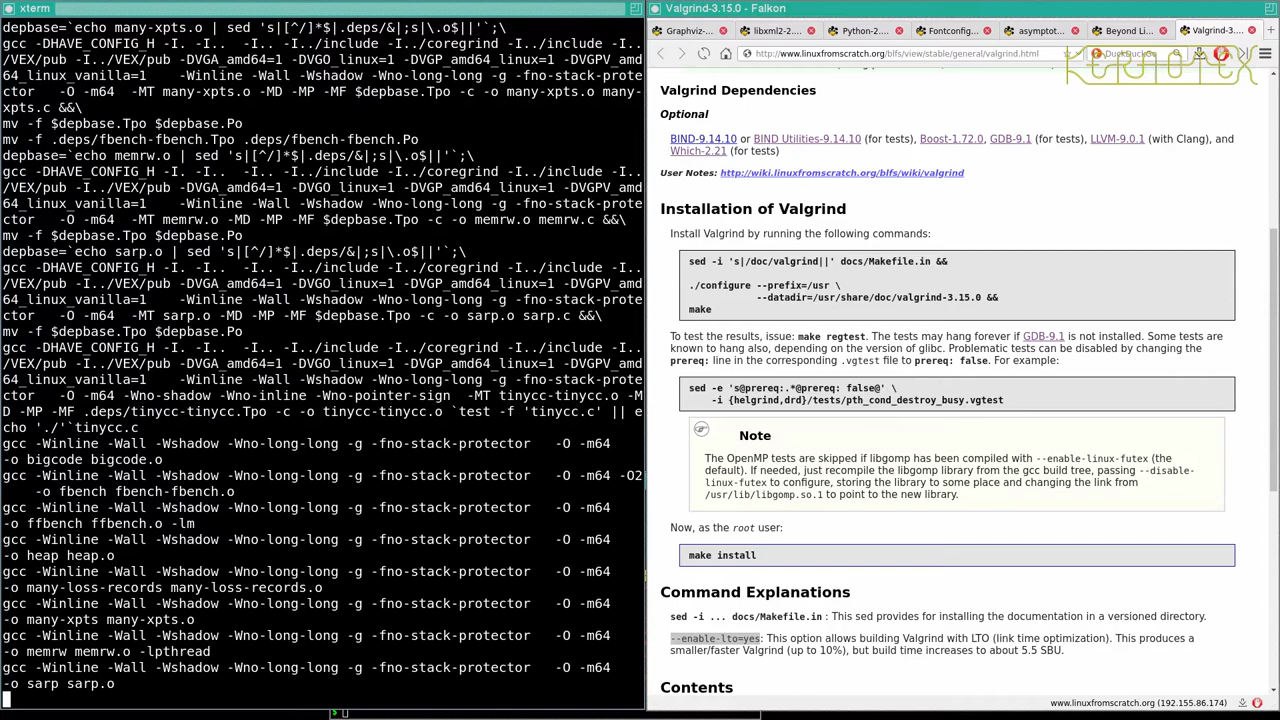 xterm
depbase=`echo many-xpts.o | sed 's|[^/]*$|.deps/&|;s|\.o$||'`;\
gcc -DHAVE_CONFIG_H -I. -I.. -I.. -I../include -I../coregrind -I..
/VEX/pub -I../VEX/pub -DVGA_amd64=1 -DVGO_linux=1 -DVGP_amd64_linux=1 -DVGPV_amd
64_linux_vanilla=1    -Winline -Wall -Wshadow -Wno-long-long -g -fno-stack-prote
ctor   -O -m64   -MT many-xpts.o -MD -MP -MF $depbase.Tpo -c -o many-xpts.o many-
xpts.c &&\
mv -f $depbase.Tpo $depbase.Po
mv -f .deps/fbench-fbench.Tpo .deps/fbench-fbench.Po
depbase=`echo memrw.o | sed 's|[^/]*$|.deps/&|;s|\.o$||'`;\
gcc -DHAVE_CONFIG_H -I. -I.. -I.. -I../include -I../coregrind -I..
/VEX/pub -I../VEX/pub -DVGA_amd64=1 -DVGO_linux=1 -DVGP_amd64_linux=1 -DVGPV_amd
64_linux_vanilla=1    -Winline -Wall -Wshadow -Wno-long-long -g -fno-stack-prote
ctor   -O -m64   -MT memrw.o -MD -MP -MF $depbase.Tpo -c -o memrw.o memrw.c &&\
mv -f $depbase.Tpo $depbase.Po
depbase=`echo sarp.o | sed 's|[^/]*$|.deps/&|;s|\.o$||'`;\
gcc -DHAVE_CONFIG_H -I. -I.. -I.. -I../include -I../coregrind -I..
/VEX/pub -I../VEX/pub -DVGA_amd64=1 -DVGO_linux=1 -DVGP_amd64_linux=1 -DVGPV_amd
64_linux_vanilla=1    -Winline -Wall -Wshadow -Wno-long-long -g -fno-stack-prote
ctor   -O -m64   -MT sarp.o -MD -MP -MF $depbase.Tpo -c -o sarp.o sarp.c &&\
mv -f $depbase.Tpo $depbase.Po
gcc -DHAVE_CONFIG_H -I. -I.. -I.. -I../include -I../coregrind -I..
/VEX/pub -I../VEX/pub -DVGA_amd64=1 -DVGO_linux=1 -DVGP_amd64_linux=1 -DVGPV_amd
64_linux_vanilla=1    -Winline -Wall -Wshadow -Wno-long-long -g -fno-stack-prote
ctor   -O -m64 -Wno-shadow -Wno-inline -Wno-pointer-sign  -MT tinycc-tinycc.o -M
D -MP -MF .deps/tinycc-tinycc.Tpo -c -o tinycc-tinycc.o `test -f 'tinycc.c' || e
cho './'`tinycc.c
gcc -Winline -Wall -Wshadow -Wno-long-long -g -fno-stack-protector   -O -m64
-o bigcode bigcode.o
gcc -Winline -Wall -Wshadow -Wno-long-long -g -fno-stack-protector   -O -m64 -O2
-o fbench fbench-fbench.o
gcc -Winline -Wall -Wshadow -Wno-long-long -g -fno-stack-protector   -O -m64
-o ffbench ffbench.o -lm
gcc -Winline -Wall -Wshadow -Wno-long-long -g -fno-stack-protector   -O -m64
-o heap heap.o
gcc -Winline -Wall -Wshadow -Wno-long-long -g -fno-stack-protector   -O -m64
-o many-loss-records many-loss-records.o
gcc -Winline -Wall -Wshadow -Wno-long-long -g -fno-stack-protector   -O -m64
-o many-xpts many-xpts.o
gcc -Winline -Wall -Wshadow -Wno-long-long -g -fno-stack-protector   -O -m64
-o memrw memrw.o -lpthread
gcc -Winline -Wall -Wshadow -Wno-long-long -g -fno-stack-protector   -O -m64
-o sarp sarp.o
$
Valgrind-3.15.0 - Falkon
Graphviz-... libxml2-2.... Python-2.... Fontconfig... asymptot... Beyond Li... Valgrind-3....
http://www.linuxfromscratch.org/blfs/view/stable/general/valgrind.html DuckDuckGo
KERNOTEX
Valgrind Dependencies
Optional
BIND-9.14.10 or BIND Utilities-9.14.10 (for tests), Boost-1.72.0, GDB-9.1 (for tests), LLVM-9.0.1 (with Clang), and
Which-2.21 (for tests)
User Notes: http://wiki.linuxfromscratch.org/blfs/wiki/valgrind
Installation of Valgrind
Install Valgrind by running the following commands:
sed -i 's|/doc/valgrind||' docs/Makefile.in &&
./configure --prefix=/usr \
--datadir=/usr/share/doc/valgrind-3.15.0 &&
make
To test the results, issue: make regtest. The tests may hang forever if GDB-9.1 is not installed. Some tests are
known to hang also, depending on the version of glibc. Problematic tests can be disabled by changing the
prereq: line in the corresponding .vgtest file to prereq: false. For example:
sed -e 's@prereq:.*@prereq: false@' \
-i {helgrind,drd}/tests/pth_cond_destroy_busy.vgtest
Note
The OpenMP tests are skipped if libgomp has been compiled with --enable-linux-futex (the
default). If needed, just recompile the libgomp library from the gcc build tree, passing --disable-
linux-futex to configure, storing the library to some place and changing the link from
/usr/lib/libgomp.so.1 to point to the new library.
Now, as the root user:
make install
Command Explanations
sed -i ... docs/Makefile.in : This sed provides for installing the documentation in a versioned directory.
--enable-lto=yes: This option allows building Valgrind with LTO (link time optimization). This produces a
smaller/faster Valgrind (up to 10%), but build time increases to about 5.5 SBU.
Contents
www.linuxfromscratch.org (192.155.86.174)